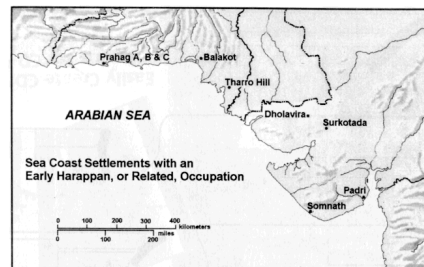 Prahag A, B & C
Balakot
Tharro Hill
Dholavira
Surkotada
ARABIAN SEA
Sea Coast Settlements with an
Early Harappan, or Related, Occupation
Padri
Somnath
0 100 200 300 400
kilometers
miles
0 100 200